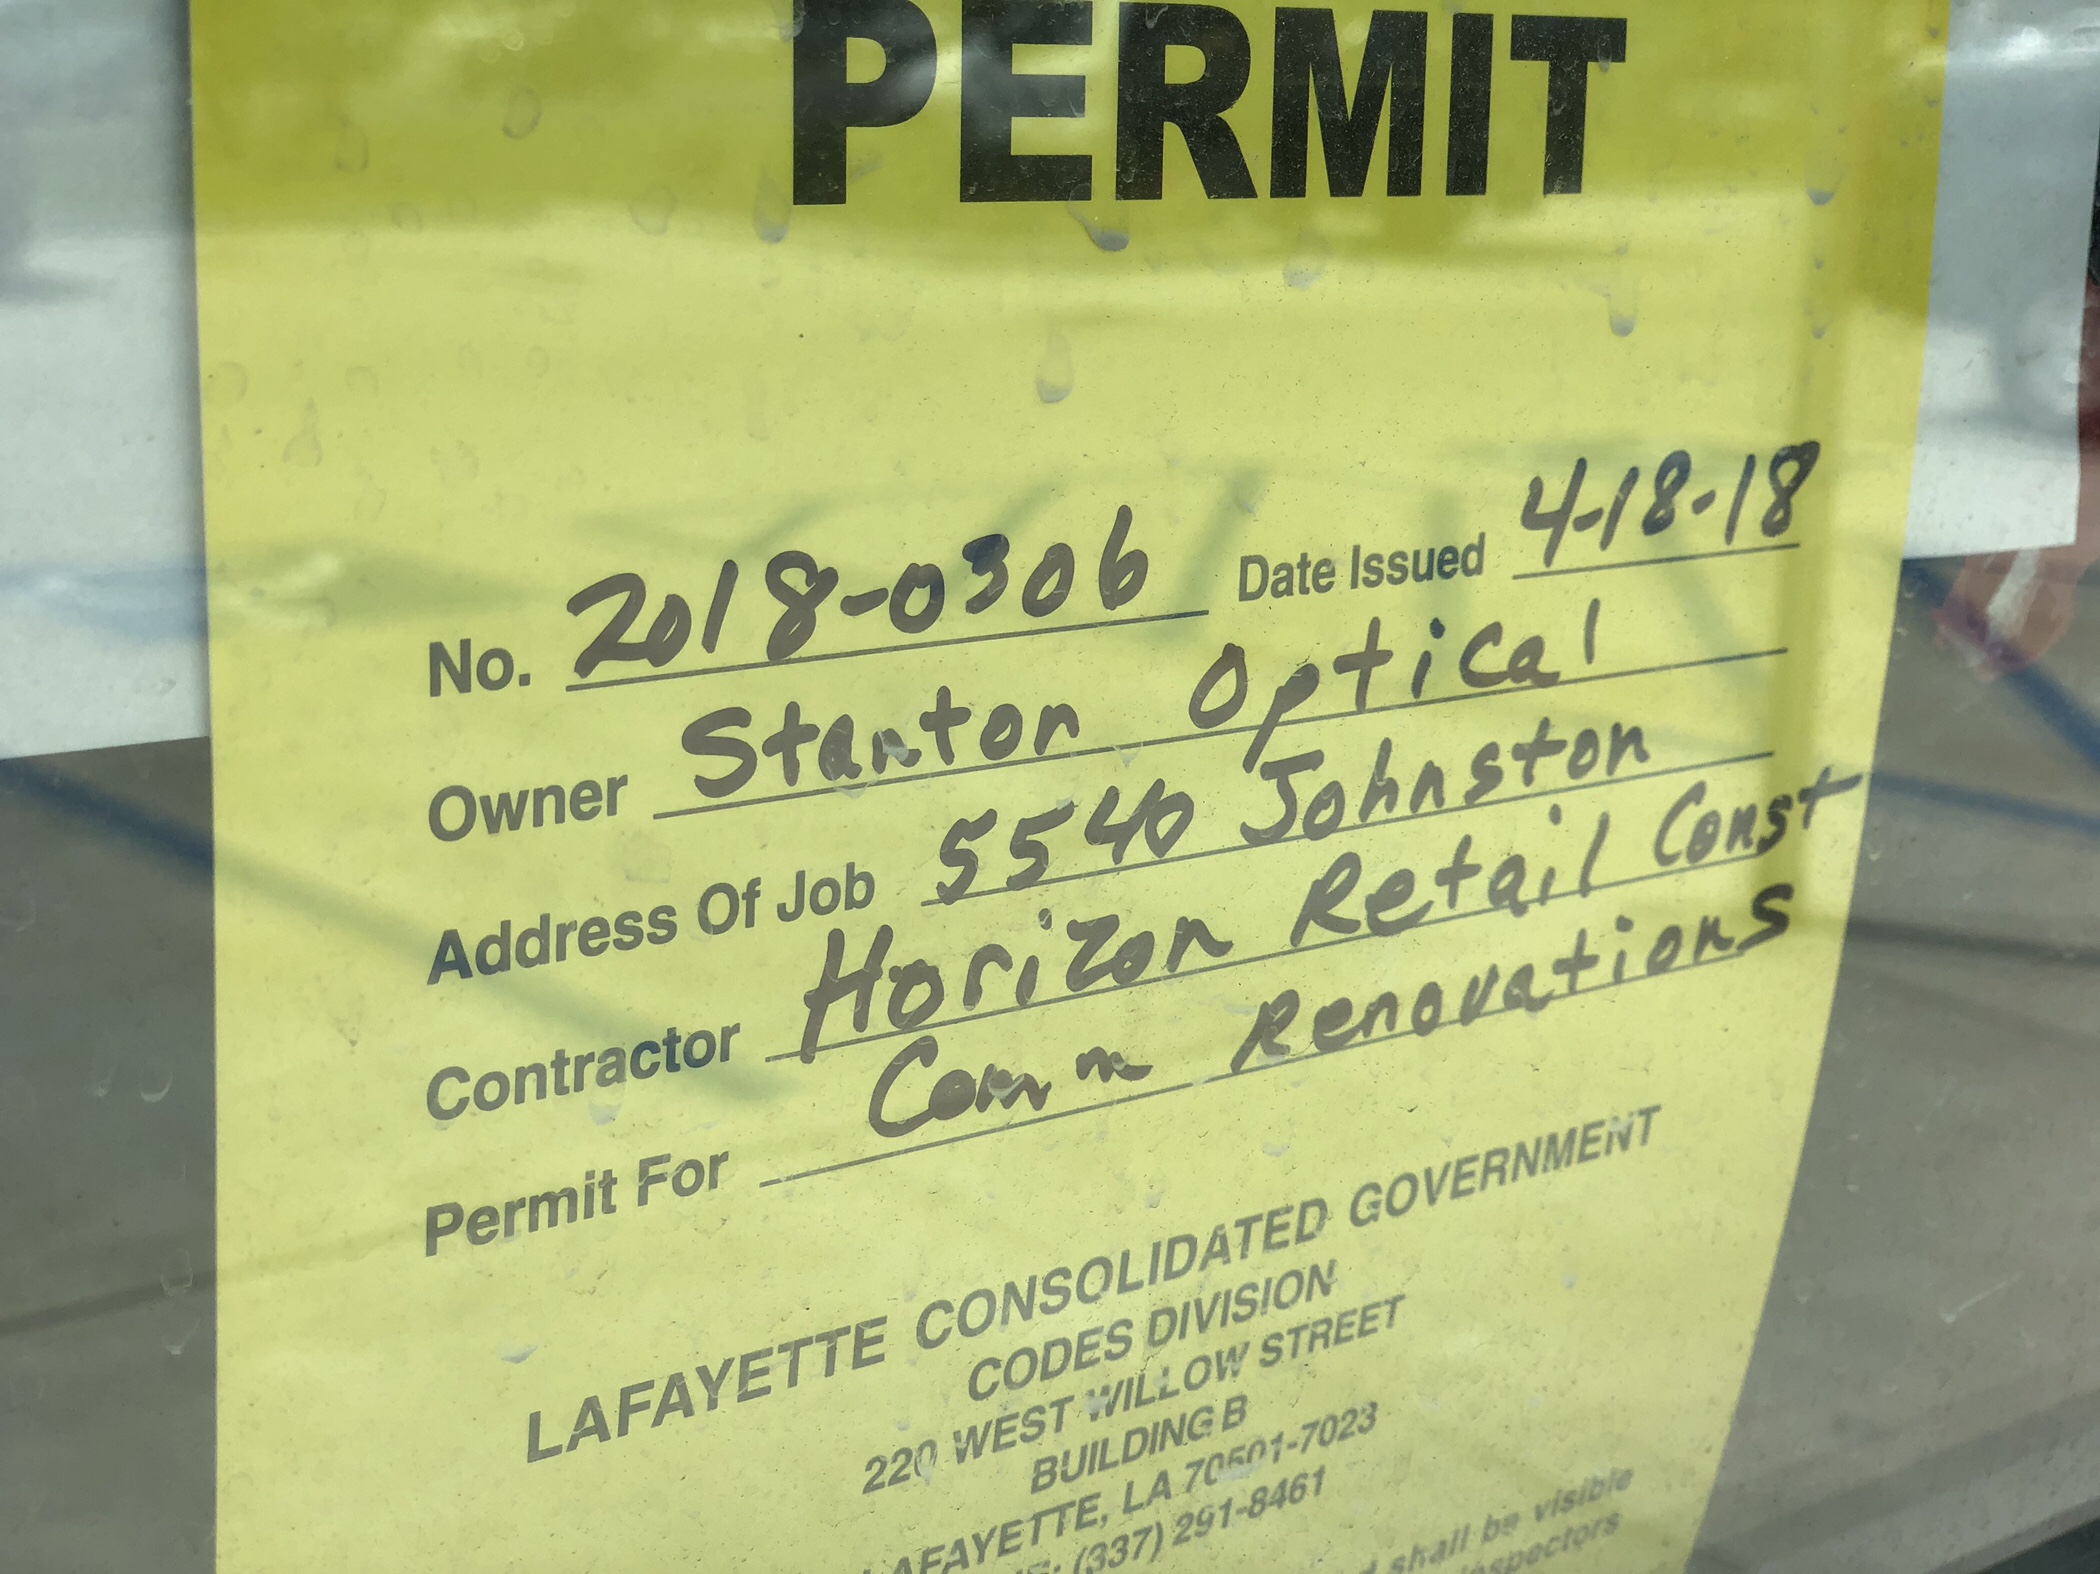 PERMIT
No. 2018-0306 Date Issued 4-18-18
Owner Stanton Optical
Address Of Job 5540 Johnston
Contractor Horizon Retail Const
Permit For Comm Renovations
LAFAYETTE CONSOLIDATED GOVERNMENT
CODES DIVISION
220 WEST WILLOW STREET
BUILDING B
LAFAYETTE, LA 70501-7023
(337) 291-8461
shall be visible
inspectors